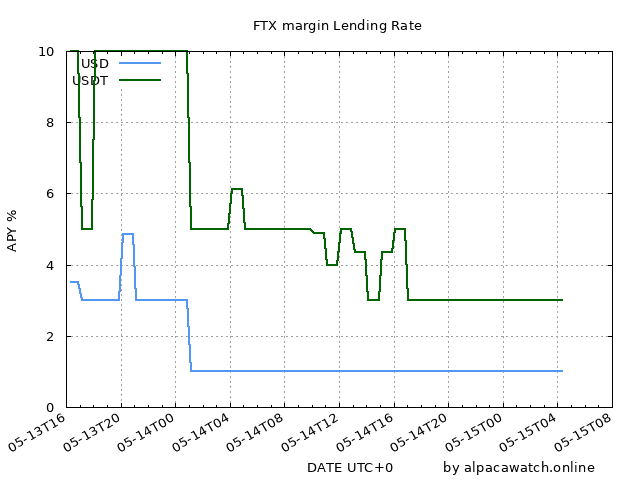 FTX margin Lending Rate
10
8
6
4
2
0
APY %
USD
USDT
05-13T16
05-13T20
05-14T00
05-14T04
05-14T08
05-14T12
05-14T16
05-14T20
05-15T00
05-15T04
05-15T08
DATE UTC+0
by alpacawatch.online